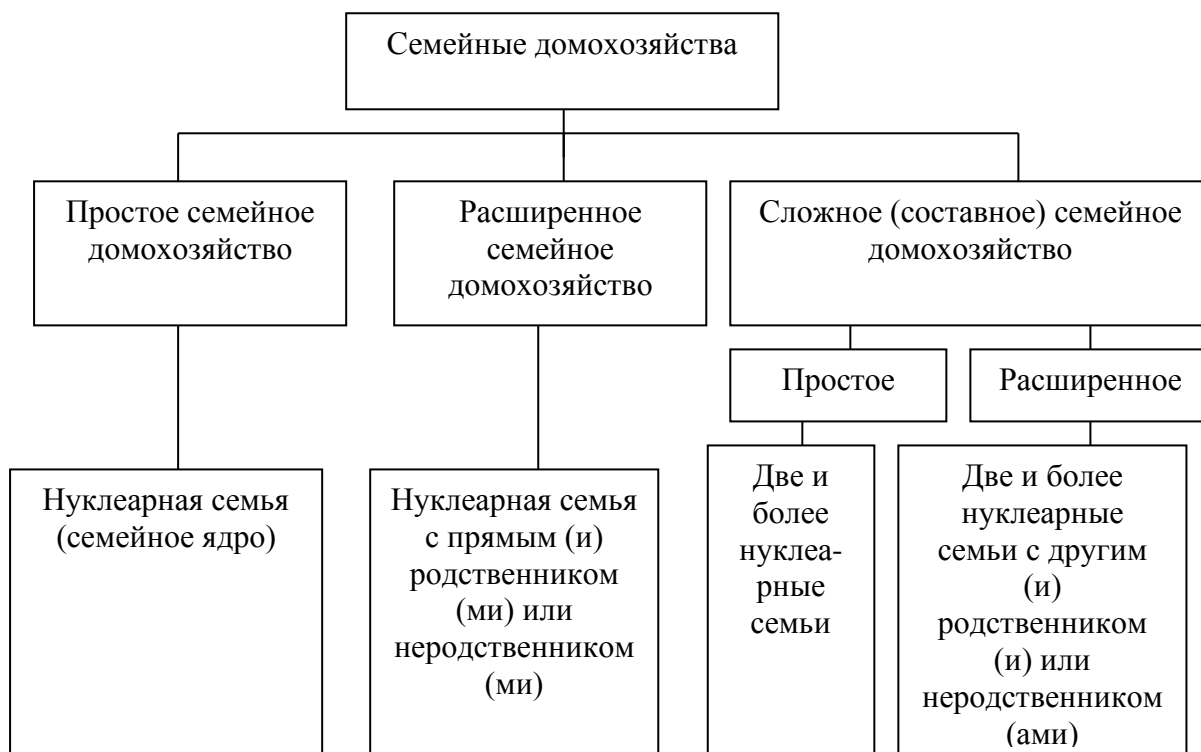 Семейные домохозяйства
Простое семейное
домохозяйство
Расширенное
семейное
домохозяйство
Сложное (составное) семейное
домохозяйство
Простое
Расширенное
Нуклеарная семья
(семейное ядро)
Нуклеарная семья
с прямым (и)
родственником
(ми) или
неродственником
(ми)
Две и
более
нуклеа-
рные
семьи
Две и более
нуклеарные
семьи с другим
(и)
родственником
(и) или
неродственником
(ами)